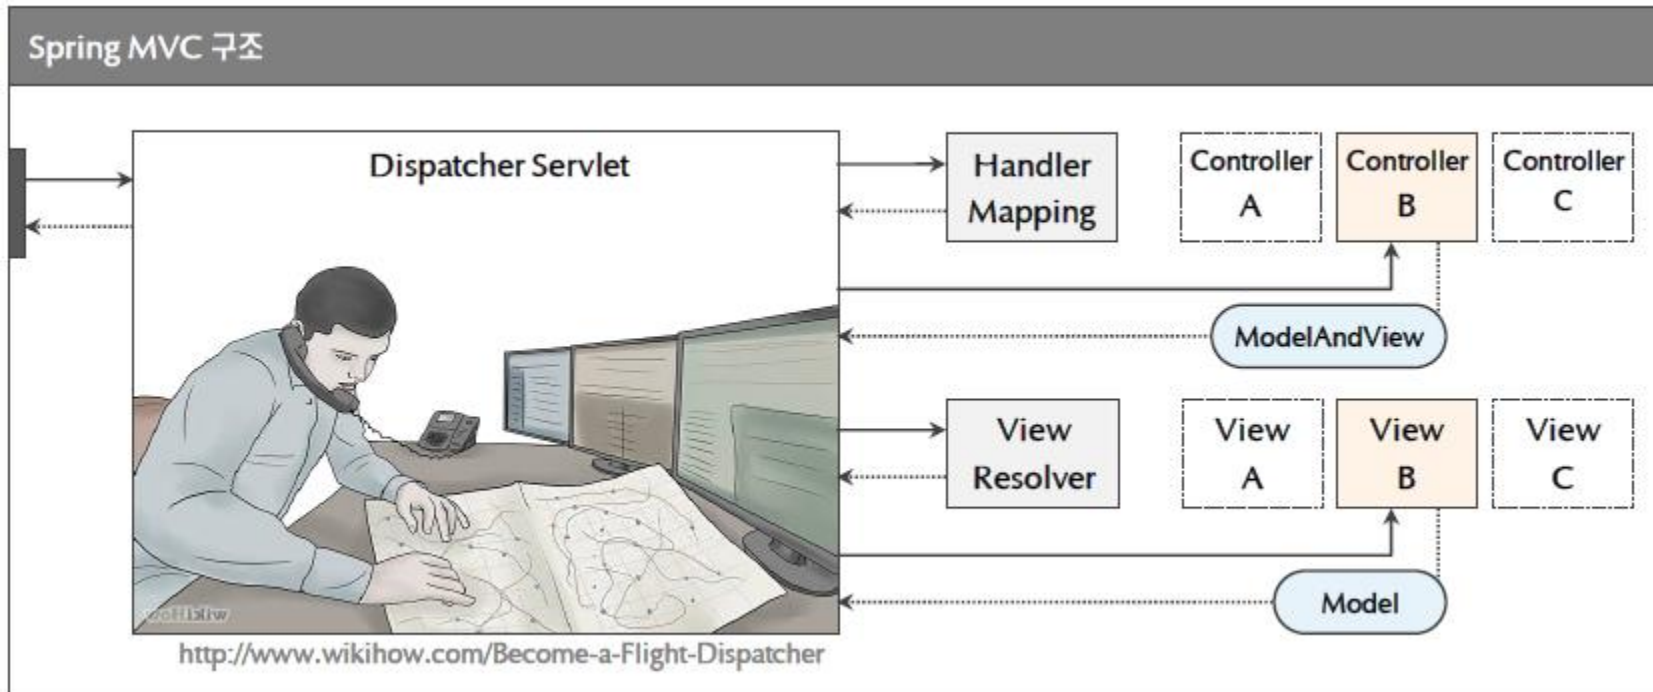 Spring MVC 구조
Dispatcher Servlet
Handler
Mapping
Controller
A
Controller
B
Controller
C
ModelAndView
View
Resolver
View
A
View
B
View
C
Model
wikiHow
http://www.wikihow.com/Become-a-Flight-Dispatcher